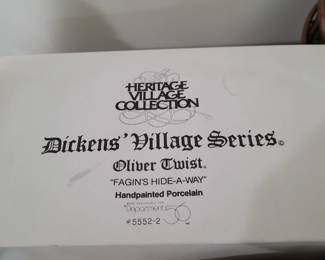 HERITAGE
VILLAGE
COLLECTION
Dickens' Village Series©
Oliver Twist®
"FAGIN'S HIDE-A-WAY"
Handpainted Porcelain
Department 56
#5552-2